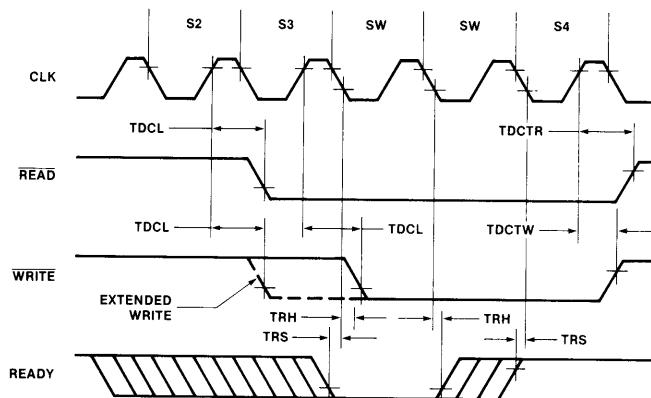 S2 S3 SW SW S4
CLK
TDCL TDCTR
READ
TDCL TDCL TDCTW
WRITE
EXTENDED
WRITE
TRH TRH
TRS TRS
READY